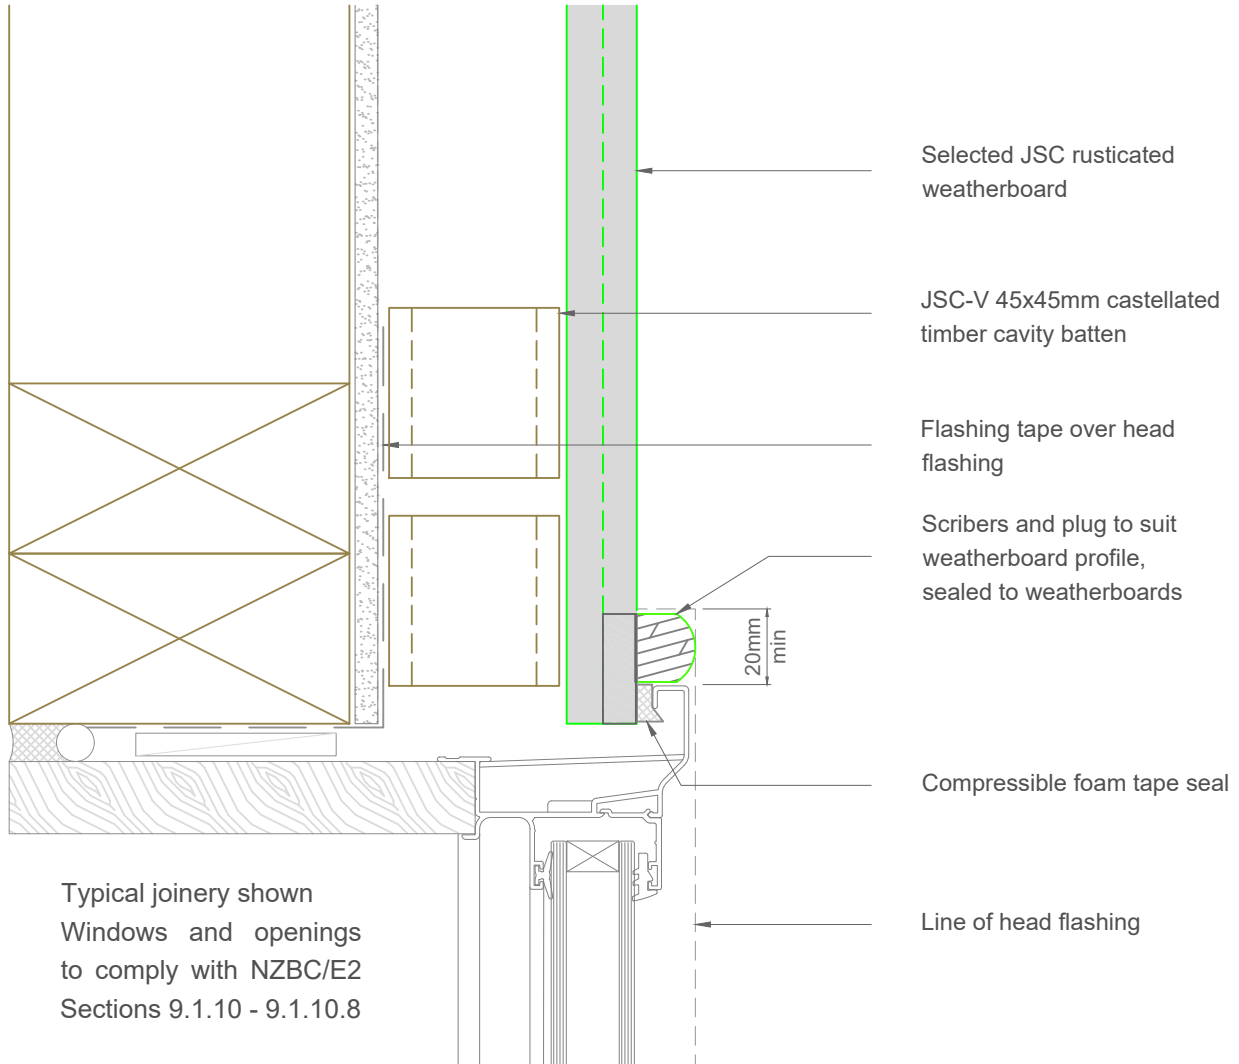 Selected JSC rusticated
weatherboard
JSC-V 45x45mm castellated
timber cavity batten
Flashing tape over head
flashing
Scribers and plug to suit
weatherboard profile,
sealed to weatherboards
20mm
min
Compressible foam tape seal
Line of head flashing
Typical joinery shown
Windows and openings
to comply with NZBC/E2
Sections 9.1.10 - 9.1.10.8